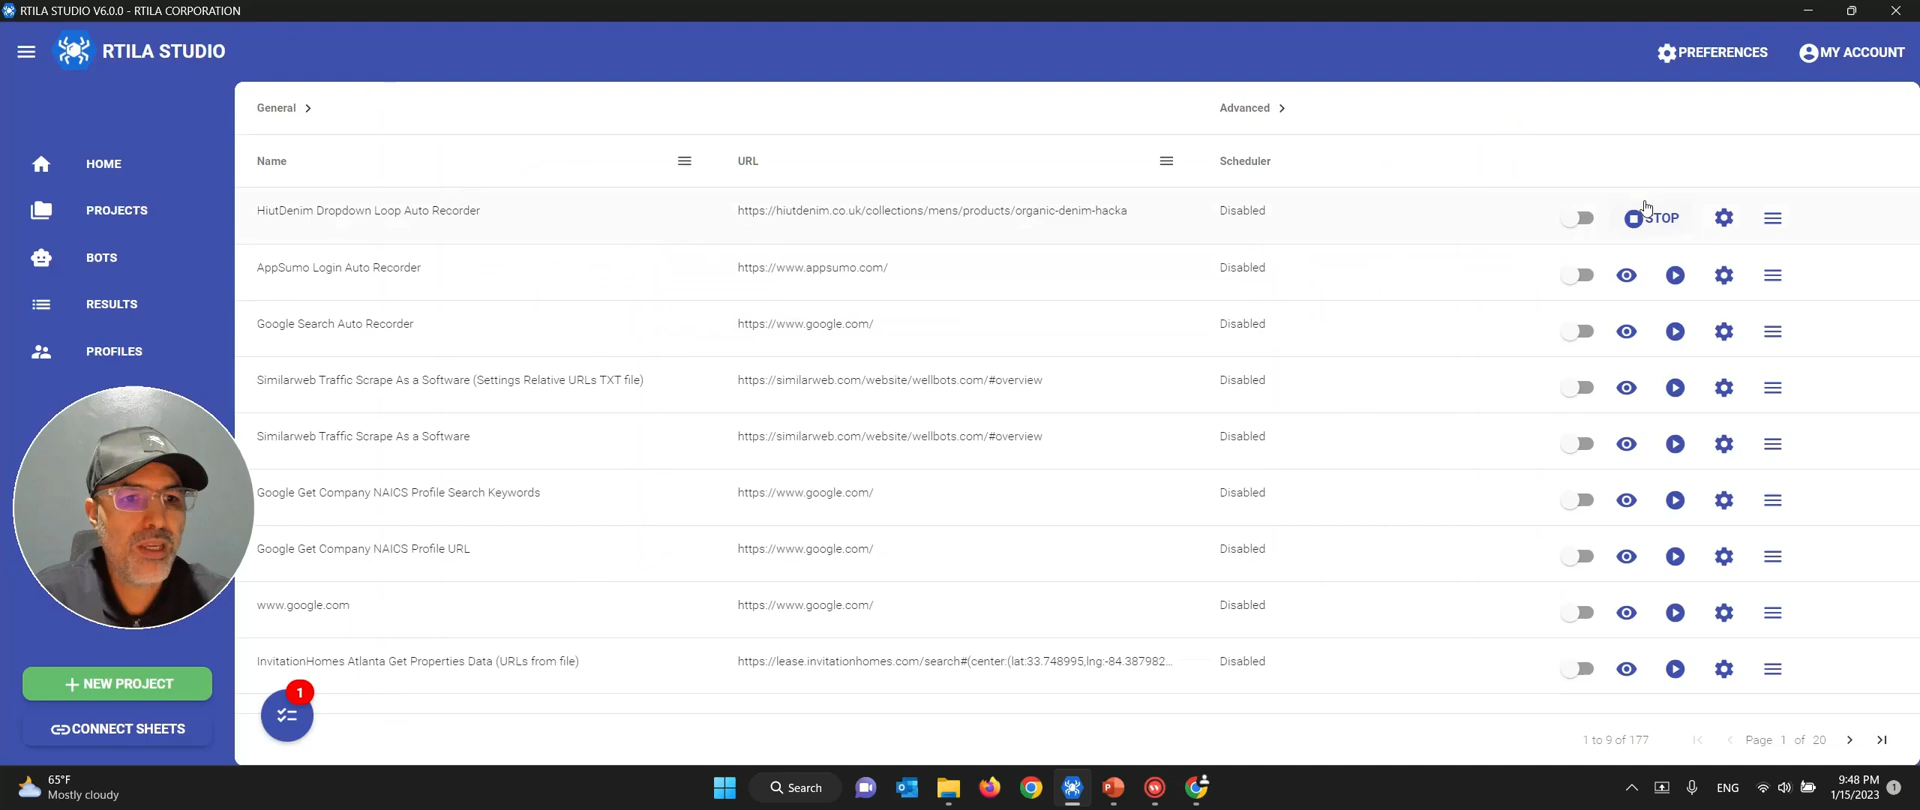 RTILA STUDIO V6.0.0 - RTILA CORPORATION
RTILA STUDIO
PREFERENCES
MY ACCOUNT
HOME
PROJECTS
BOTS
RESULTS
PROFILES
NEW PROJECT
CONNECT SHEETS
General
Advanced
Name URL Scheduler
HiutDenim Dropdown Loop Auto Recorder https://hiutdenim.co.uk/collections/mens/products/organic-denim-hacka Disabled STOP
AppSumo Login Auto Recorder https://www.appsumo.com/ Disabled
Google Search Auto Recorder https://www.google.com/ Disabled
Similarweb Traffic Scrape As a Software (Settings Relative URLs TXT file) https://similarweb.com/website/wellbots.com/#overview Disabled
Similarweb Traffic Scrape As a Software https://similarweb.com/website/wellbots.com/#overview Disabled
Google Get Company NAICS Profile Search Keywords https://www.google.com/ Disabled
Google Get Company NAICS Profile URL https://www.google.com/ Disabled
www.google.com https://www.google.com/ Disabled
InvitationHomes Atlanta Get Properties Data (URLs from file) https://lease.invitationhomes.com/search#(center:(lat:33.748995,lng:-84.387982... Disabled
1
1 to 9 of 177 Page 1 of 20
65°F
Mostly cloudy
Search
ENG
9:48 PM
1/15/2023
1